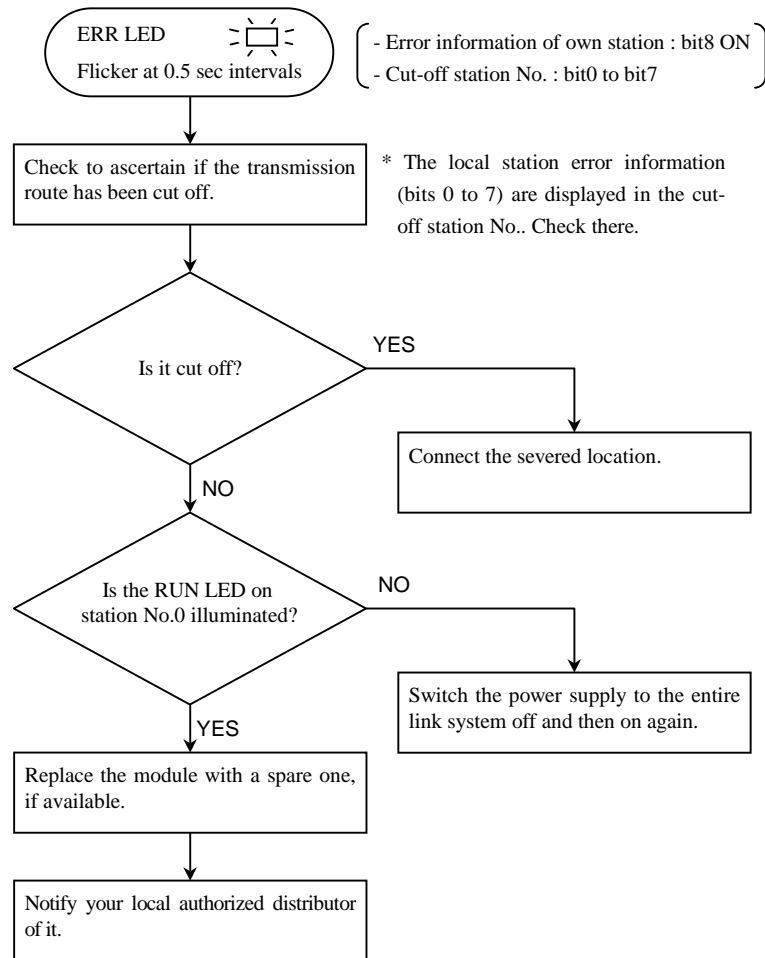 ERR LED
Flicker at 0.5 sec intervals
- Error information of own station : bit8 ON
- Cut-off station No. : bit0 to bit7
Check to ascertain if the transmission
route has been cut off.
* The local station error information
(bits 0 to 7) are displayed in the cut-
off station No.. Check there.
Is it cut off?
YES
Connect the severed location.
NO
Is the RUN LED on
station No.0 illuminated?
NO
Switch the power supply to the entire
link system off and then on again.
YES
Replace the module with a spare one,
if available.
Notify your local authorized distributor
of it.